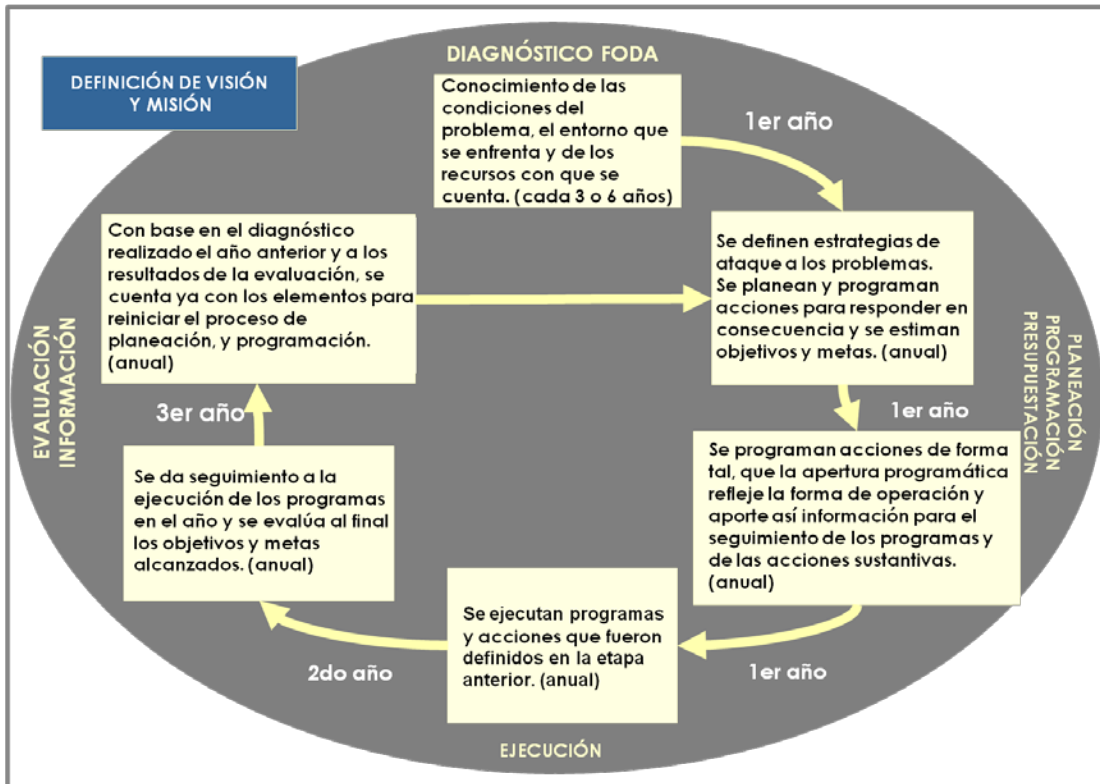 DIAGNÓSTICO FODA
DEFINICIÓN DE VISIÓN
Y MISIÓN
Conocimiento de las
condiciones del
problema, el entorno que
se enfrenta y de los
recursos con que se
cuenta. (cada 3 o 6 años)
1er año
Se definen estrategias de
ataque a los problemas.
Se planean y programan
acciones para responder en
consecuencia y se estiman
objetivos y metas. (anual)
PLANEACIÓN
PROGRAMACIÓN
PRESUPUESTACIÓN
1er año
Se programan acciones de forma
tal, que la apertura programática
refleje la forma de operación y
aporte así información para el
seguimiento de los programas y
de las acciones sustantivas.
(anual)
1er año
Se ejecutan programas
y acciones que fueron
definidos en la etapa
anterior. (anual)
EJECUCIÓN
2do año
Se da seguimiento a la
ejecución de los programas
en el año y se evalúa al final
los objetivos y metas
alcanzados. (anual)
3er año
Con base en el diagnóstico
realizado el año anterior y a los
resultados de la evaluación, se
cuenta ya con los elementos para
reiniciar el proceso de
planeación, y programación.
(anual)
EVALUACIÓN
INFORMACIÓN